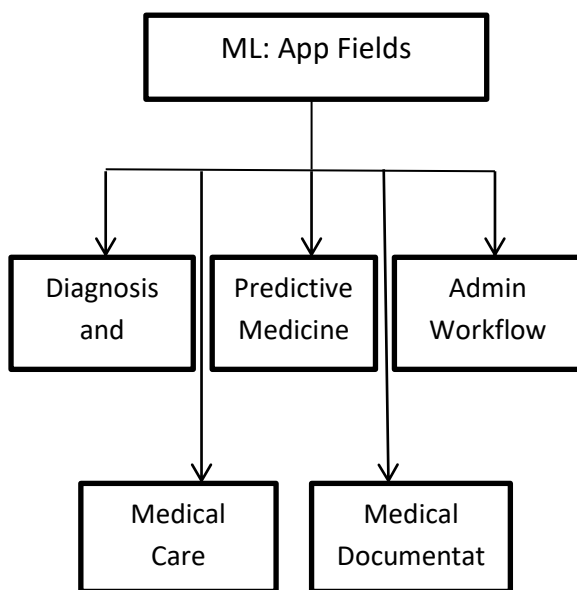 ML: App Fields
Diagnosis
and
Predictive
Medicine
Admin
Workflow
Medical
Care
Medical
Documentat